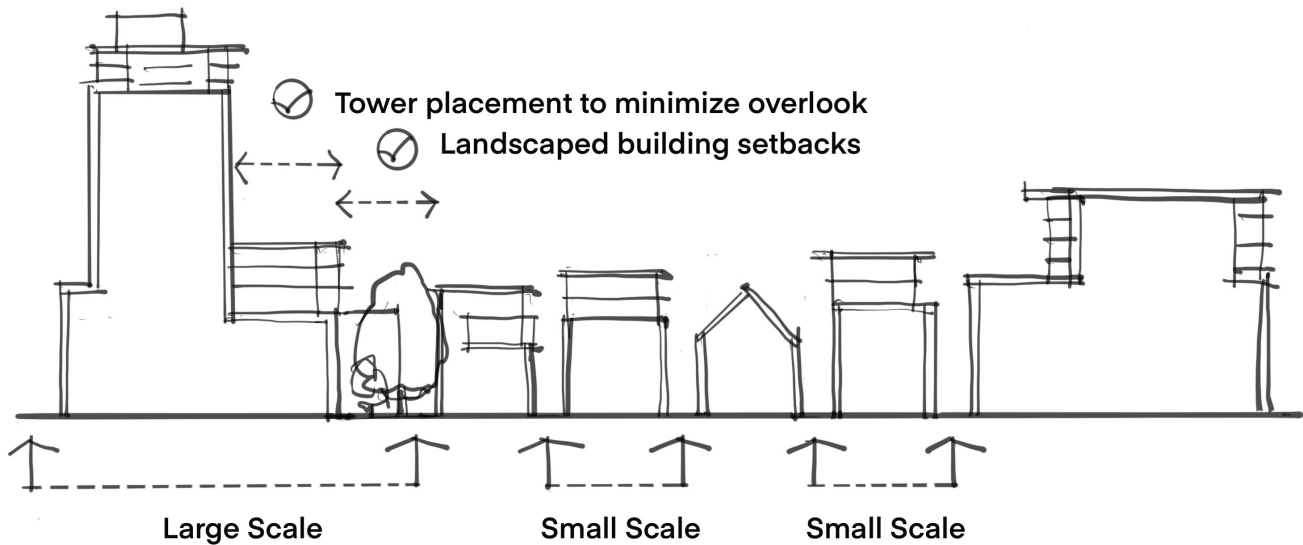 Tower placement to minimize overlook
Landscaped building setbacks
Large Scale
Small Scale
Small Scale